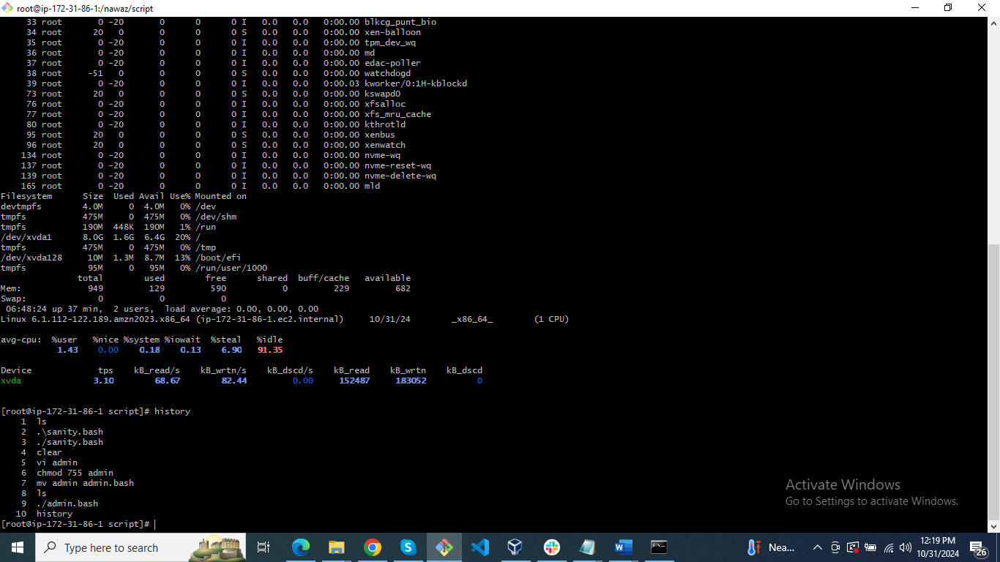 root@ip-172-31-86-1:/nawaz/script
33 root 0 -20 0 0 0 I 0.0 0.0 0:00.00 blkcg_punt_bio
34 root 20 0 0 0 0 S 0.0 0.0 0:00.00 xen-balloon
35 root 0 -20 0 0 0 I 0.0 0.0 0:00.00 tpm_dev_wq
36 root 0 -20 0 0 0 I 0.0 0.0 0:00.00 md
37 root 0 -20 0 0 0 I 0.0 0.0 0:00.00 edac-poller
38 root -51 0 0 0 0 S 0.0 0.0 0:00.00 watchdogd
39 root 0 -20 0 0 0 I 0.0 0.0 0:00.03 kworker/0:1H-kblockd
73 root 20 0 0 0 0 S 0.0 0.0 0:00.00 kswapd0
76 root 0 -20 0 0 0 I 0.0 0.0 0:00.00 xfsalloc
77 root 0 -20 0 0 0 I 0.0 0.0 0:00.00 xfs_mru_cache
80 root 0 -20 0 0 0 I 0.0 0.0 0:00.00 kthrotld
95 root 20 0 0 0 0 S 0.0 0.0 0:00.00 xenbus
96 root 20 0 0 0 0 S 0.0 0.0 0:00.00 xenwatch
134 root 0 -20 0 0 0 I 0.0 0.0 0:00.00 nvme-wq
137 root 0 -20 0 0 0 I 0.0 0.0 0:00.00 nvme-reset-wq
139 root 0 -20 0 0 0 I 0.0 0.0 0:00.00 nvme-delete-wq
165 root 0 -20 0 0 0 I 0.0 0.0 0:00.00 mld
Filesystem Size Used Avail Use% Mounted on
devtmpfs 4.0M 0 4.0M 0% /dev
tmpfs 475M 0 475M 0% /dev/shm
tmpfs 190M 448K 190M 1% /run
/dev/xvda1 8.0G 1.6G 6.4G 20% /
tmpfs 475M 0 475M 0% /tmp
/dev/xvda128 10M 1.3M 8.7M 13% /boot/efi
tmpfs 95M 0 95M 0% /run/user/1000
total used free shared buff/cache available
Mem: 949 129 590 0 229 682
Swap: 0 0 0
06:48:24 up 37 min, 2 users, load average: 0.00, 0.00, 0.00
Linux 6.1.112-122.189.amzn2023.x86_64 (ip-172-31-86-1.ec2.internal) 10/31/24 _x86_64_ (1 CPU)
avg-cpu: %user %nice %system %iowait %steal %idle
1.43 0.00 0.18 0.13 6.90 91.35
Device tps kB_read/s kB_wrtn/s kB_dscd/s kB_read kB_wrtn kB_dscd
xvda 3.10 68.67 82.44 0.00 152487 183052 0
[root@ip-172-31-86-1 script]# history
1 ls
2 .\sanity.bash
3 ./sanity.bash
4 clear
5 vi admin
6 chmod 755 admin
7 mv admin admin.bash
8 ls
9 ./admin.bash
10 history
[root@ip-172-31-86-1 script]#
Activate Windows
Go to Settings to activate Windows.
Type here to search
Nea...
12:19 PM
10/31/2024
26